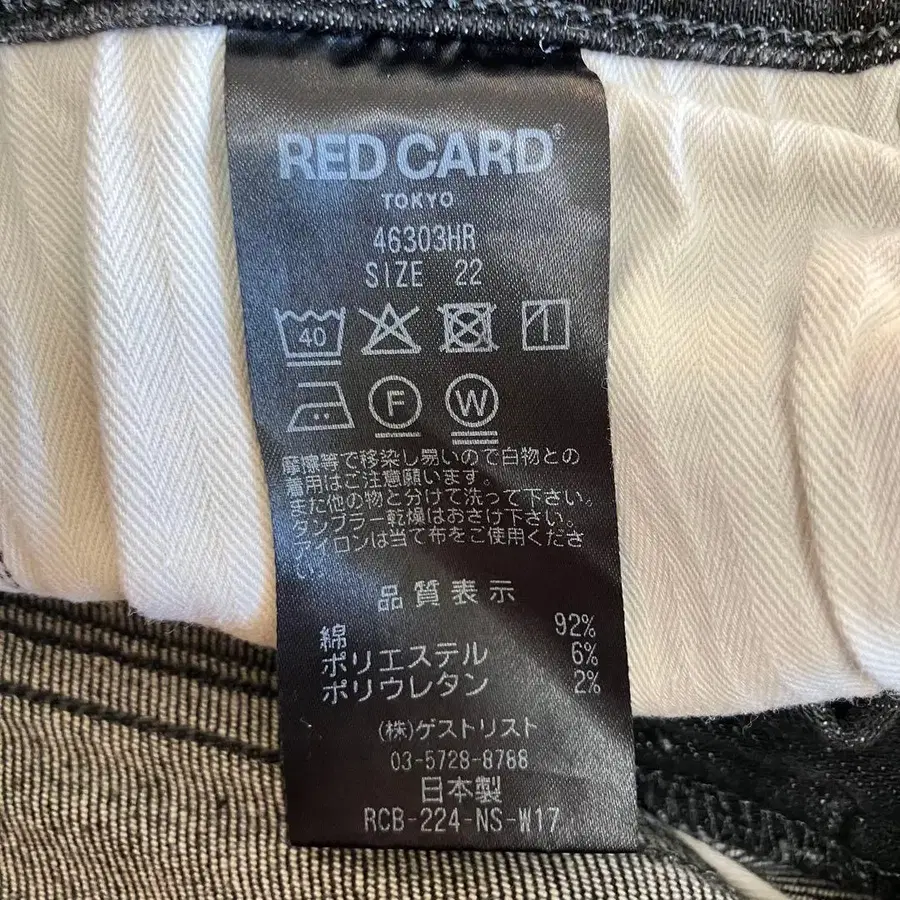 RED CARD®
TOKYO
46303HR
SIZE 22
40
F W
摩擦等で移染し易いので白物との
着用はご注意願います。
また他の物と分けて洗って下さい。
タンブラー乾燥はおさけ下さい。
アイロンは当て布をご使用くださ
い。
品質表示
綿 92%
ポリエステル 6%
ポリウレタン 2%
(株)ゲストリスト
03-5728-8788
日本製
RCB-224-NS-W17